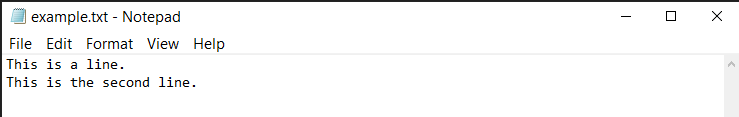 example.txt - Notepad
File Edit Format View Help
This is a line.
This is the second line.